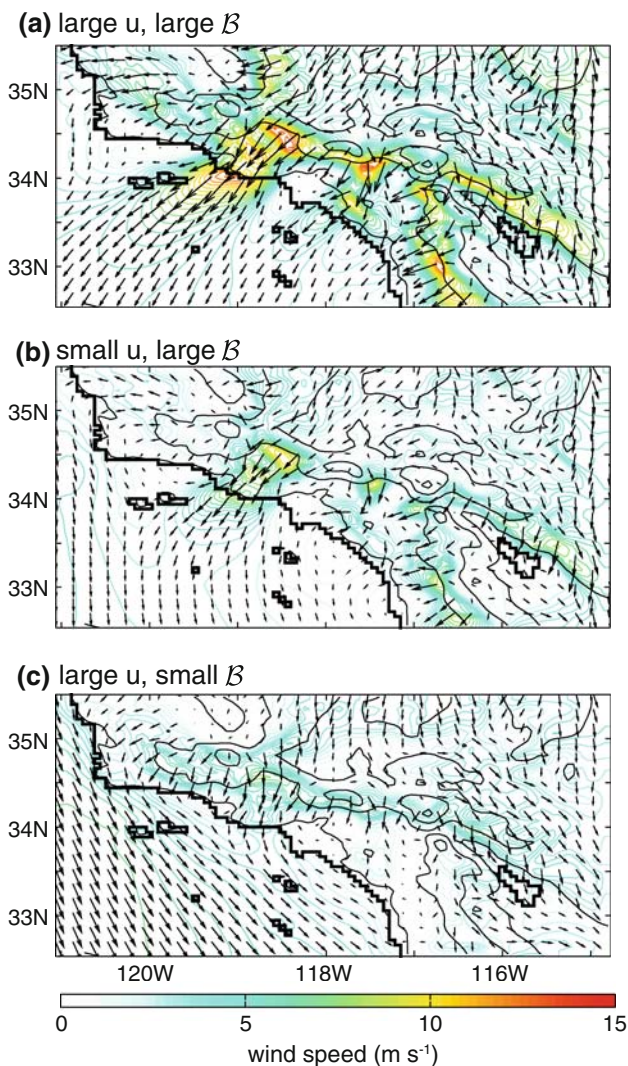 (a) large u, large ℬ
35N
34N
33N
(b) small u, large ℬ
35N
34N
33N
(c) large u, small ℬ
35N
34N
33N
120W 118W 116W
0 5 10 15
wind speed (m s⁻¹)